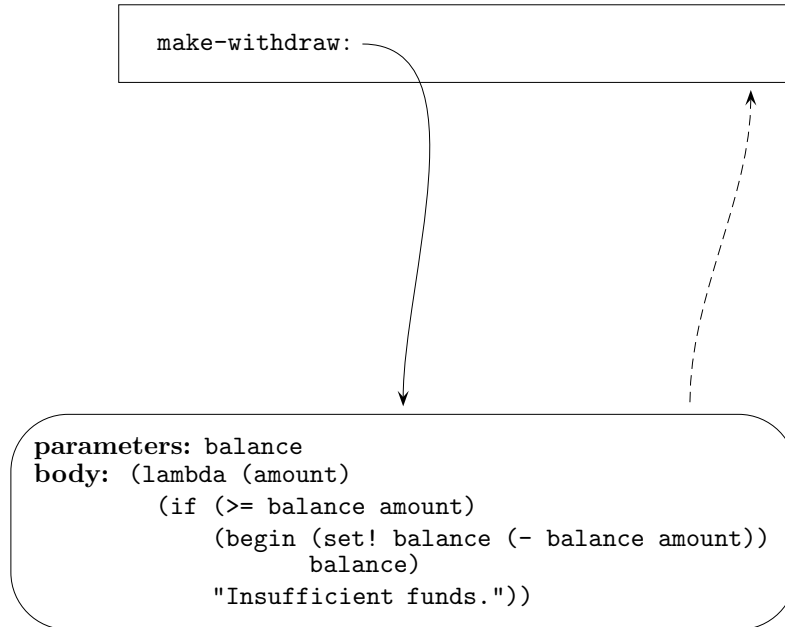 make-withdraw:
parameters: balance
body: (lambda (amount)
(if (>= balance amount)
(begin (set! balance (- balance amount))
balance)
"Insufficient funds."))